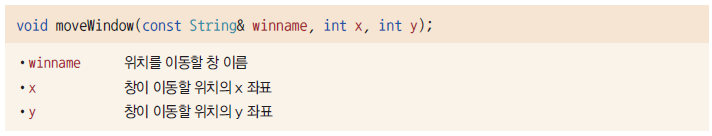 void moveWindow(const String& winname, int x, int y);
• winname 위치를 이동할 창 이름
• x 창이 이동할 위치의 x 좌표
• y 창이 이동할 위치의 y 좌표